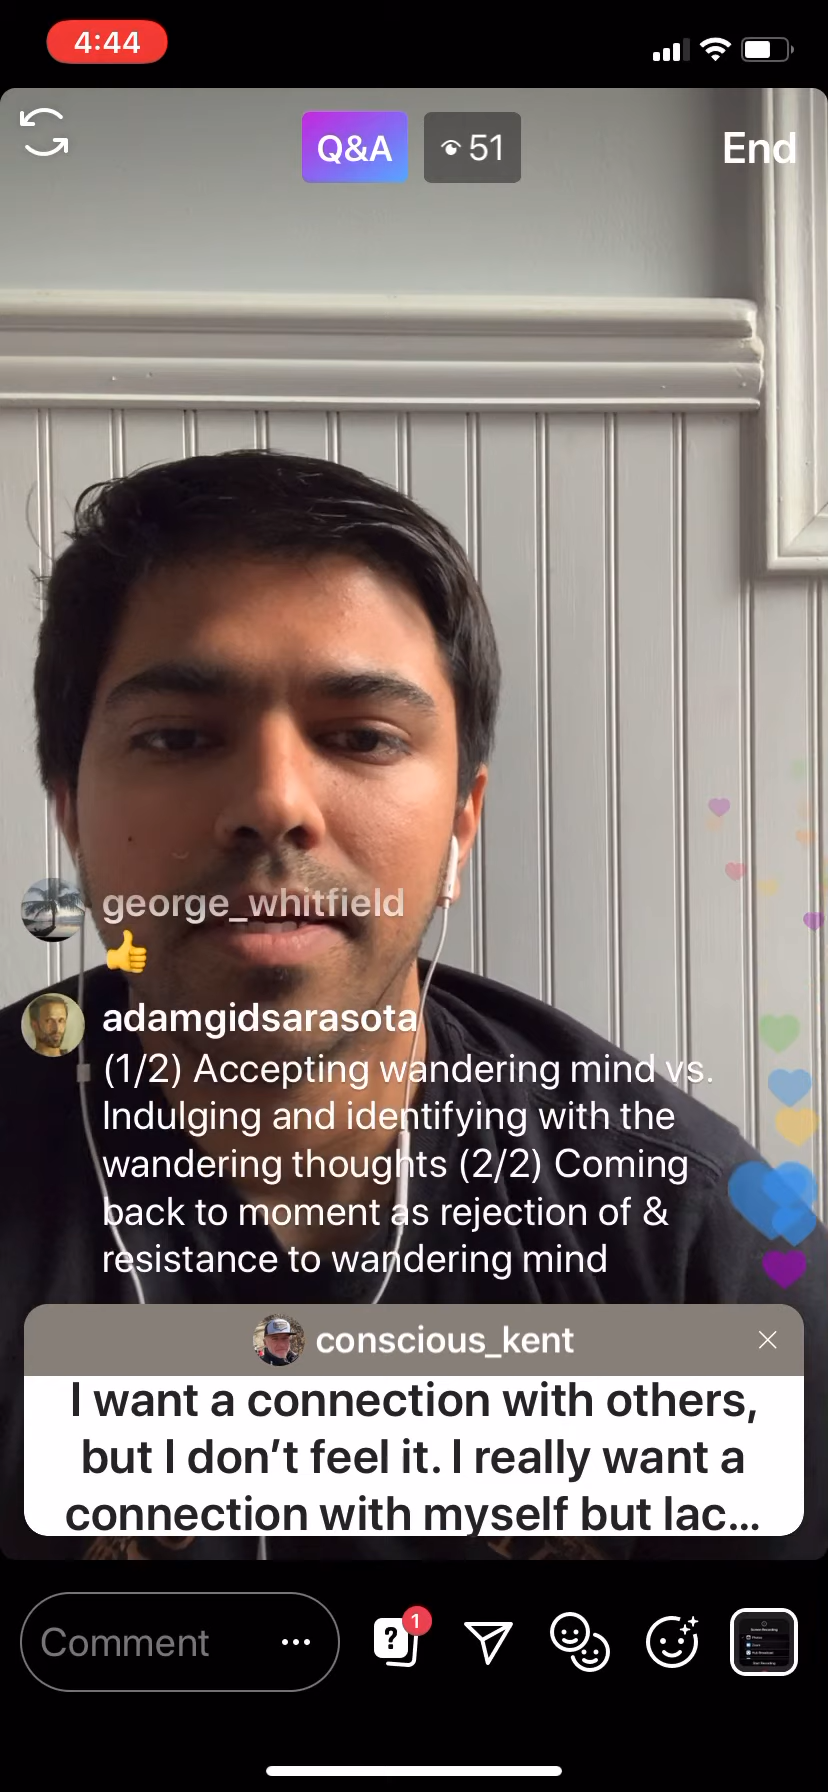 4:44
Q&A
51
End
george_whitfield
👍
adamgidsarasota
(1/2) Accepting wandering mind vs.
Indulging and identifying with the
wandering thoughts (2/2) Coming
back to moment as rejection of &
resistance to wandering mind
conscious_kent
I want a connection with others,
but I don't feel it. I really want a
connection with myself but lac...
Comment
?
1